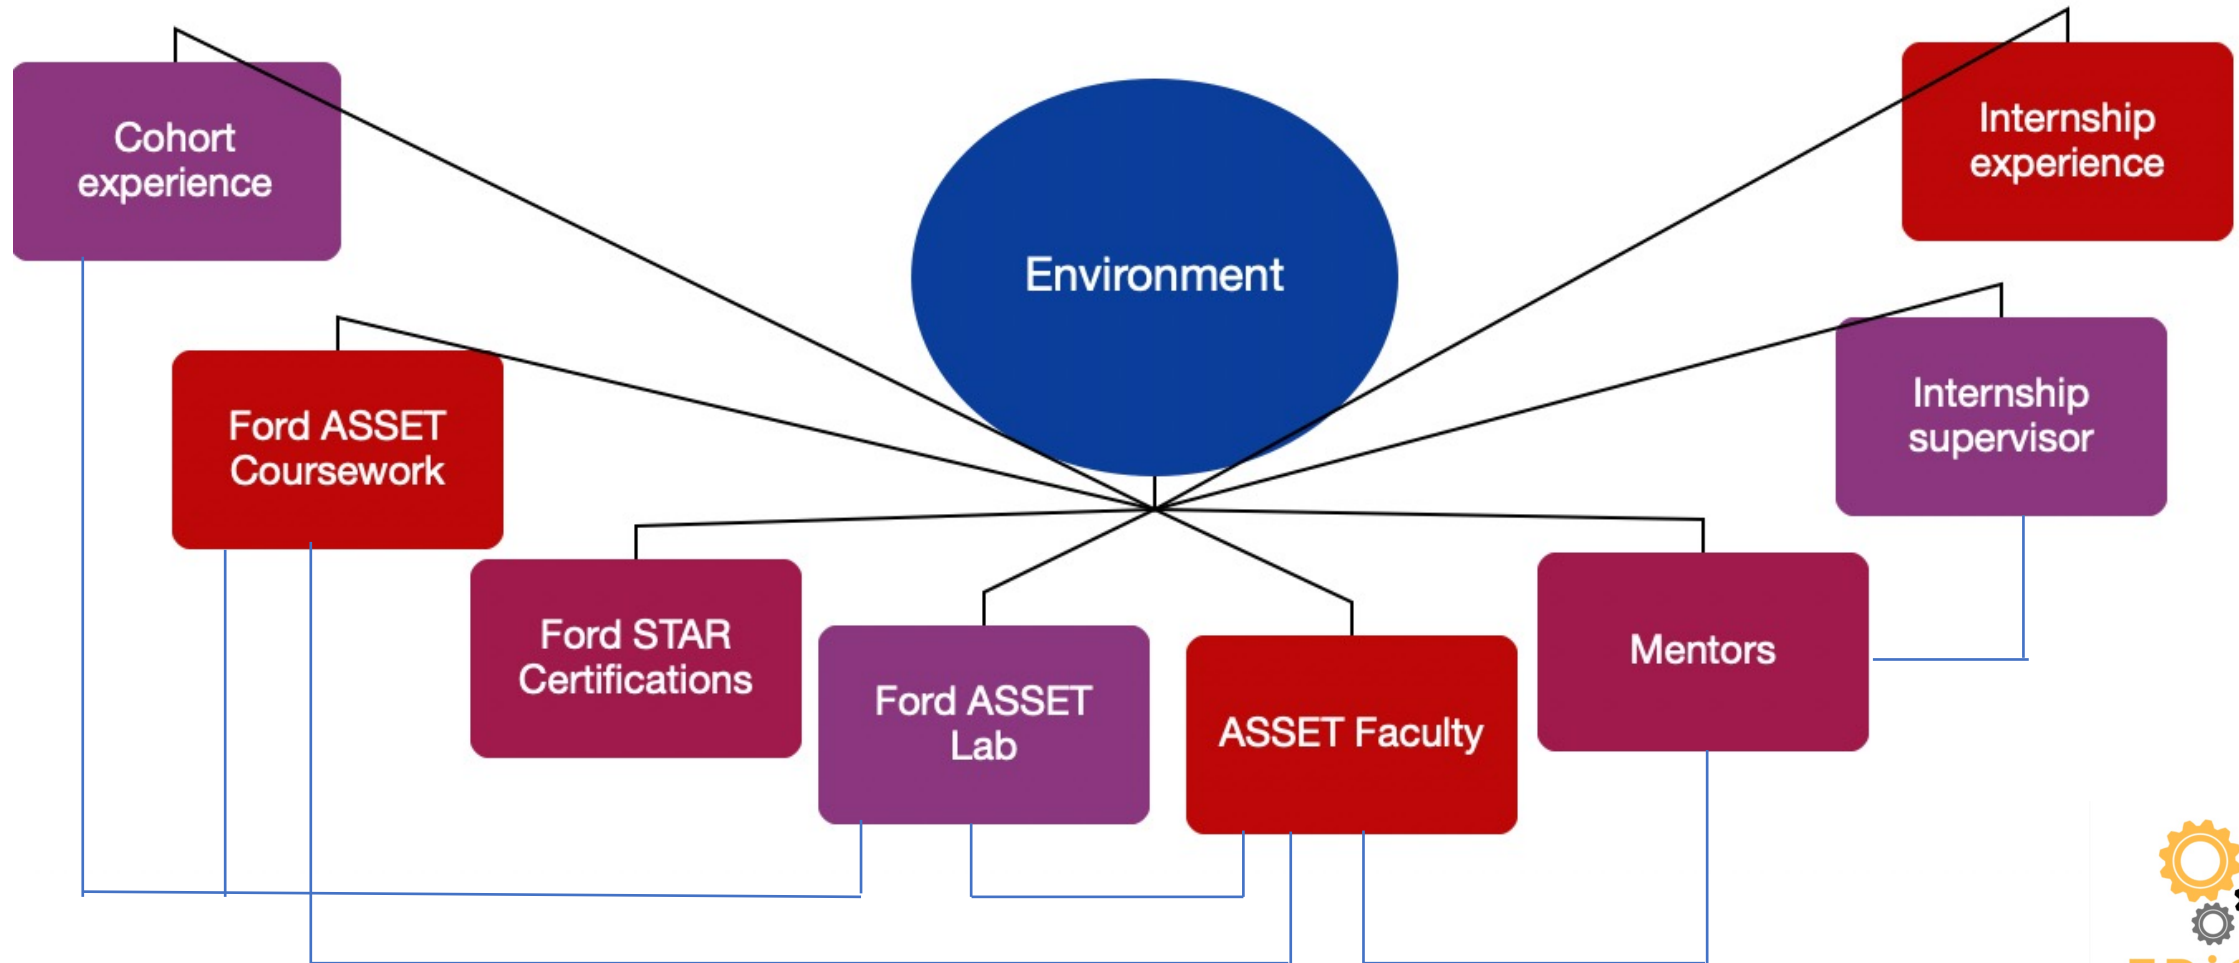 Cohort
experience
Environment
Internship
experience
Ford ASSET
Coursework
Internship
supervisor
Ford STAR
Certifications
Ford ASSET
Lab
ASSET Faculty
Mentors